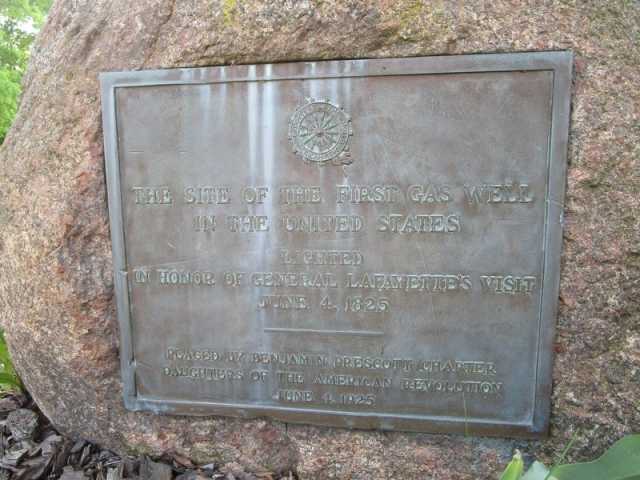 THE SITE OF THE FIRST GAS WELL
IN THE UNITED STATES
LIGHTED
IN HONOR OF GENERAL LAFAYETTE'S VISIT
JUNE 4, 1825
PLACED BY BENJAMIN PRESCOTT CHAPTER
DAUGHTERS OF THE AMERICAN REVOLUTION
JUNE 4, 1925